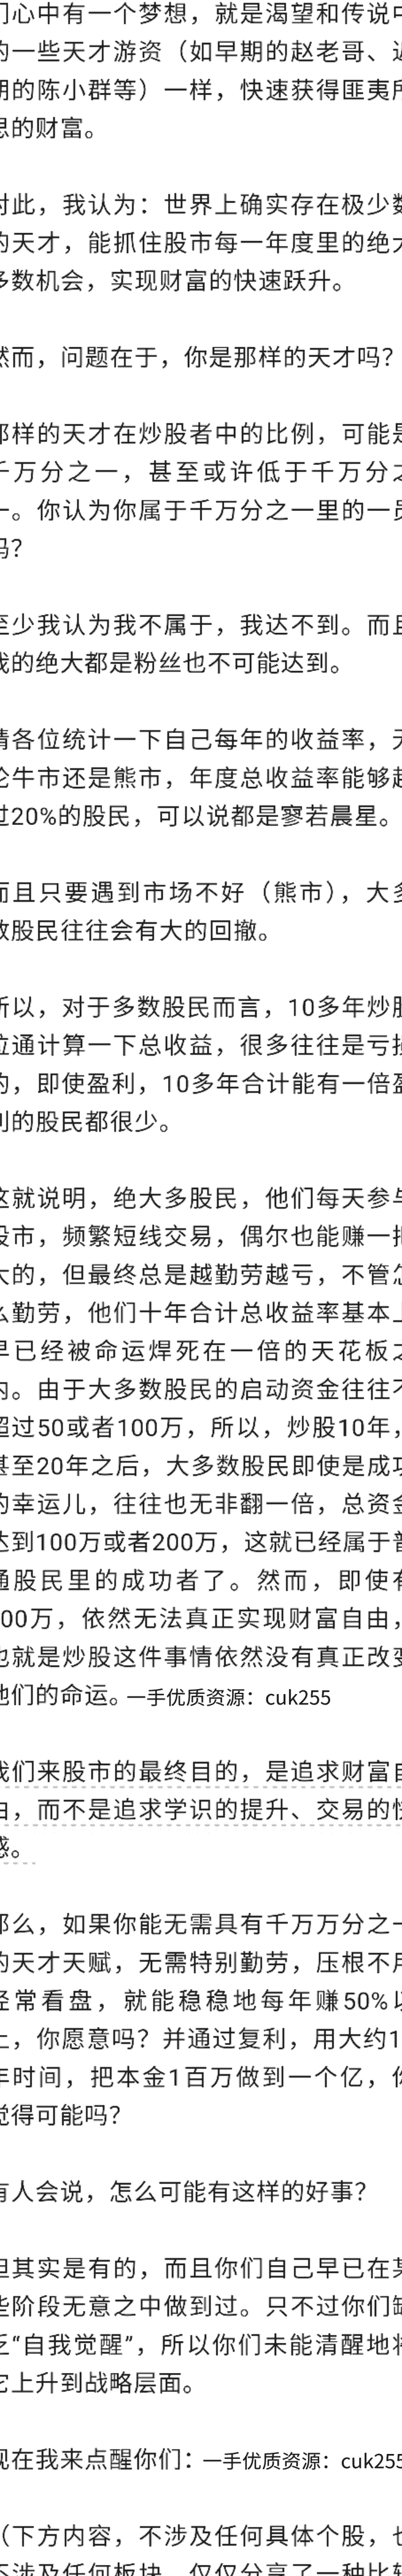 们心中有一个梦想，就是渴望和传说中
的一些天才游资（如早期的赵老哥、近
期的陈小群等）一样，快速获得匪夷所
思的财富。
对此，我认为：世界上确实存在极少数
的天才，能抓住股市每一年度里的绝大
多数机会，实现财富的快速跃升。
然而，问题在于，你是那样的天才吗？
那样的天才在炒股者中的比例，可能是
千万分之一，甚至或许低于千万分之
一。你认为你属于千万分之一里的一员
吗？
至少我认为我不属于，我达不到。而且
我的绝大都是粉丝也不可能达到。
请各位统计一下自己每年的收益率，无
论牛市还是熊市，年度总收益率能够超
过20%的股民，可以说都是寥若晨星。
而且只要遇到市场不好（熊市），大多
数股民往往会有大的回撤。
所以，对于多数股民而言，10多年炒股
拉通计算一下总收益，很多往往是亏损
的，即使盈利，10多年合计能有一倍盈
利的股民都很少。
这就说明，绝大多股民，他们每天参与
股市，频繁短线交易，偶尔也能赚一把
大的，但最终总是越勤劳越亏，不管怎
么勤劳，他们十年合计总收益率基本上
早已经被命运焊死在一倍的天花板之
内。由于大多数股民的启动资金往往不
超过50或者100万，所以，炒股10年，
甚至20年之后，大多数股民即使是成功
的幸运儿，往往也无非翻一倍，总资金
达到100万或者200万，这就已经属于普
通股民里的成功者了。然而，即使有
00万，依然无法真正实现财富自由，
也就是炒股这件事情依然没有真正改变
他们的命运。一手优质资源：cuk255
我们来股市的最终目的，是追求财富自
由，而不是追求学识的提升、交易的快
感。
那么，如果你能无需具有千万万分之一
的天才天赋，无需特别勤劳，压根不用
经常看盘，就能稳稳地每年赚50%以
上，你愿意吗？并通过复利，用大约1
年时间，把本金1百万做到一个亿，你
觉得可能吗？
有人会说，怎么可能有这样的好事？
但其实是有的，而且你们自己早已在某
些阶段无意之中做到过。只不过你们缺
乏“自我觉醒”，所以你们未能清醒地将
它上升到战略层面。
现在我来点醒你们：一手优质资源：cuk255
（下方内容，不涉及任何具体个股，也
不涉及任何板块，仅仅分享了一种比较